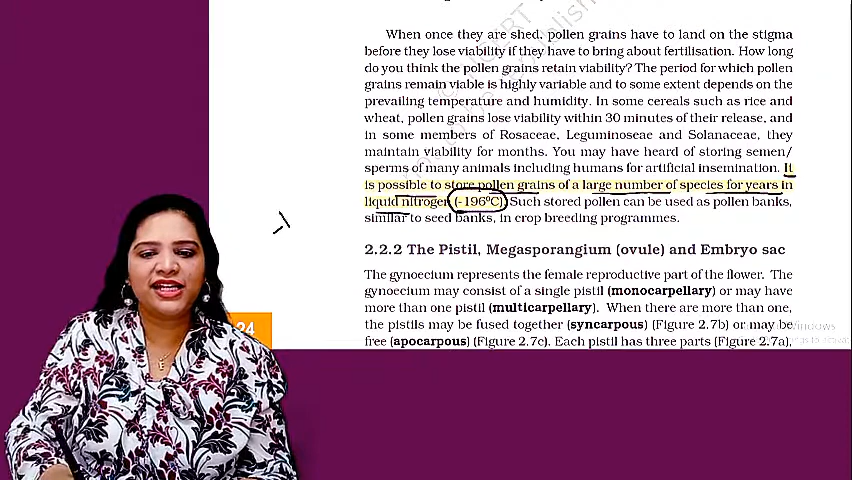 When once they are shed, pollen grains have to land on the stigma
before they lose viability if they have to bring about fertilisation. How long
do you think the pollen grains retain viability? The period for which pollen
grains remain viable is highly variable and to some extent depends on the
prevailing temperature and humidity. In some cereals such as rice and
wheat, pollen grains lose viability within 30 minutes of their release, and
in some members of Rosaceae, Leguminoseae and Solanaceae, they
maintain viability for months. You may have heard of storing semen/
sperms of many animals including humans for artificial insemination. It
is possible to store pollen grains of a large number of species for years in
liquid nitrogen (-196ºC). Such stored pollen can be used as pollen banks,
similar to seed banks, in crop breeding programmes.
2.2.2 The Pistil, Megasporangium (ovule) and Embryo sac
The gynoecium represents the female reproductive part of the flower. The
gynoecium may consist of a single pistil (monocarpellary) or may have
more than one pistil (multicarpellary). When there are more than one,
the pistils may be fused together (syncarpous) (Figure 2.7b) or may be
free (apocarpous) (Figure 2.7c). Each pistil has three parts (Figure 2.7a),
24